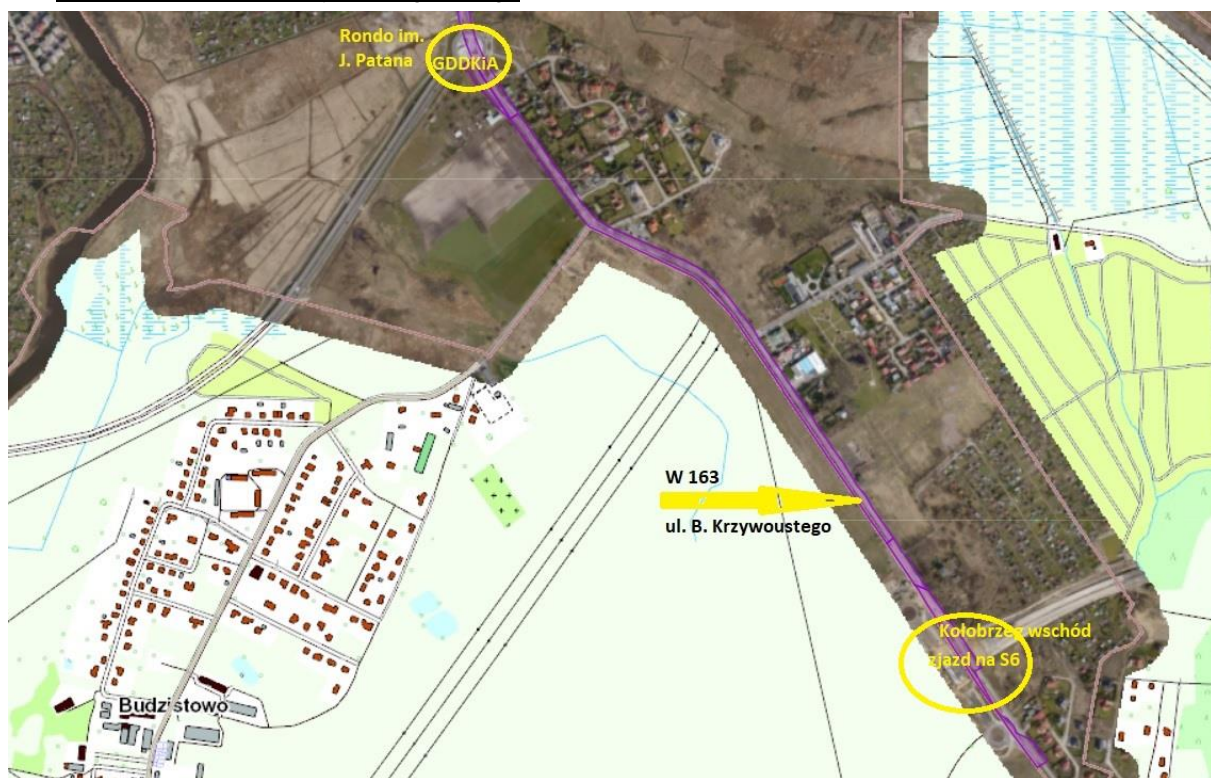 Rondo im.
J. Patana
GDDKiA
W 163
ul. B. Krzywoustego
Kołobrzeg wschód
zjazd na S6
Budzistowo